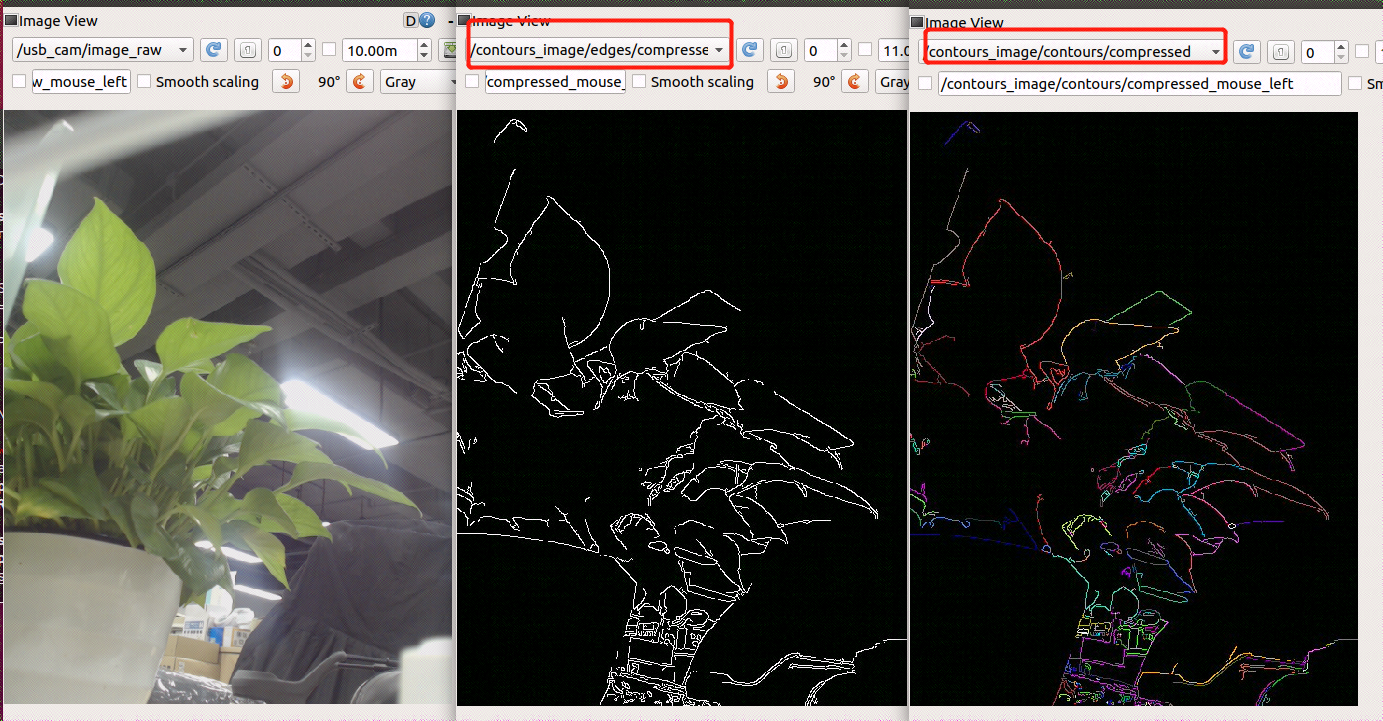 Image View
D
/usb_cam/image_raw
0
10.00m
w_mouse_left
Smooth scaling
90°
Gray
Image View
/contours_image/edges/compresse
0
11.0
/compressed_mouse_
Smooth scaling
90°
Gray
Image View
/contours_image/contours/compressed
0
/contours_image/contours/compressed_mouse_left